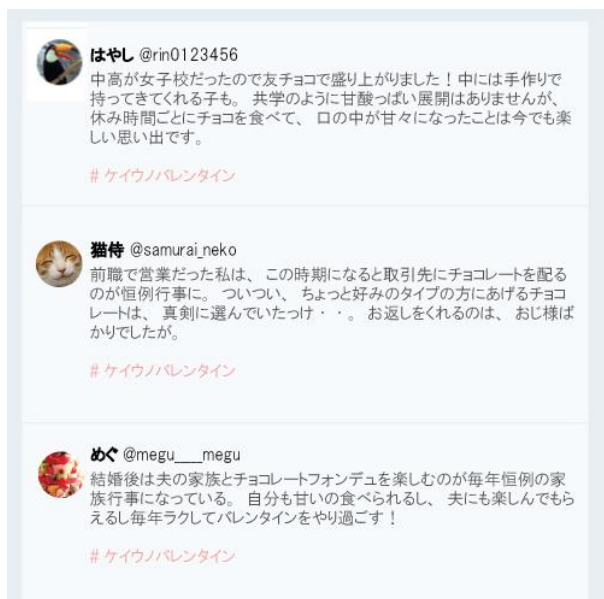 はやし @rin0123456
中高が女子校だったので友チョコで盛り上がりました！中には手作りで
持ってきてくれる子も。 共学のように甘酸っぱい展開はありませんが、
休み時間ごとにチョコを食べて、 口の中が甘々になったことは今でも楽
しい思い出です。
# ケイウノバレンタイン
猫侍 @samurai_neko
前職で営業だった私は、 この時期になると取引先にチョコレートを配る
のが恒例行事に。 ついつい、 ちょっと好みのタイプの方にあげるチョコ
レートは、 真剣に選んでいたっけ・・。 お返しをくれるのは、 おじ様ば
かりでしたが。
# ケイウノバレンタイン
めぐ @megu___megu
結婚後は夫の家族とチョコレートフォンデュを楽しむのが毎年恒例の家
族行事になっている。 自分も甘いの食べられるし、 夫にも楽しんでもら
えるし毎年ラクしてバレンタインをやり過ごす！
# ケイウノバレンタイン